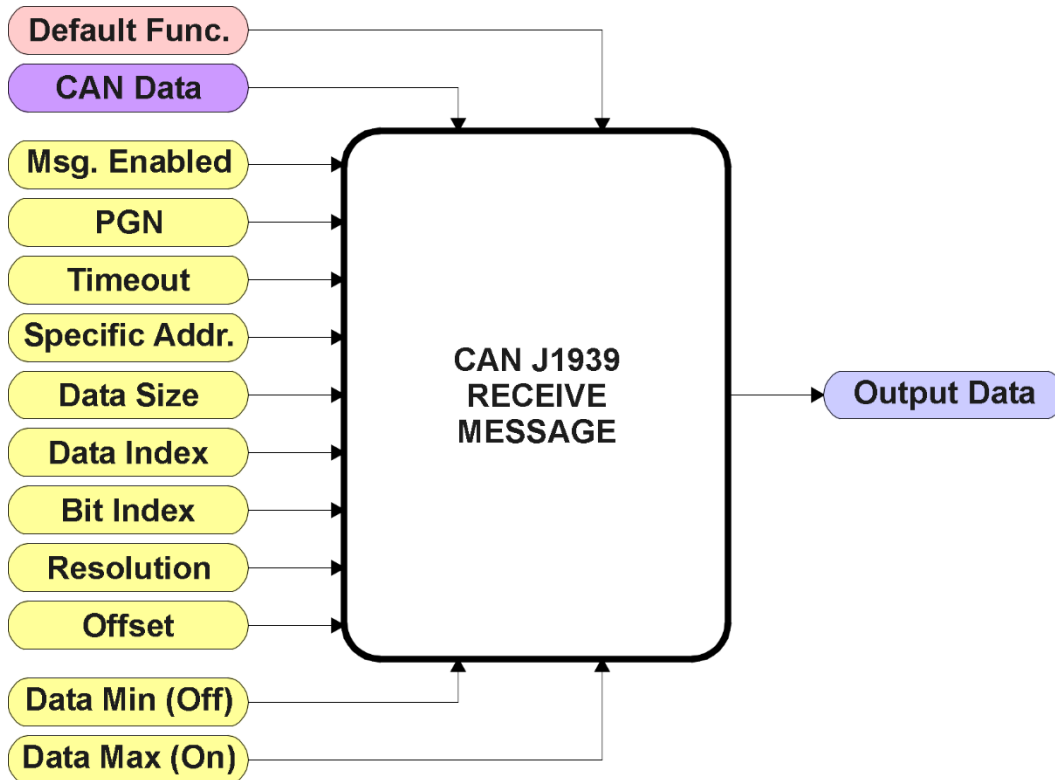 Default Func.
CAN Data
Msg. Enabled
PGN
Timeout
Specific Addr.
Data Size
Data Index
Bit Index
Resolution
Offset
Data Min (Off)
Data Max (On)
CAN J1939
RECEIVE
MESSAGE
Output Data